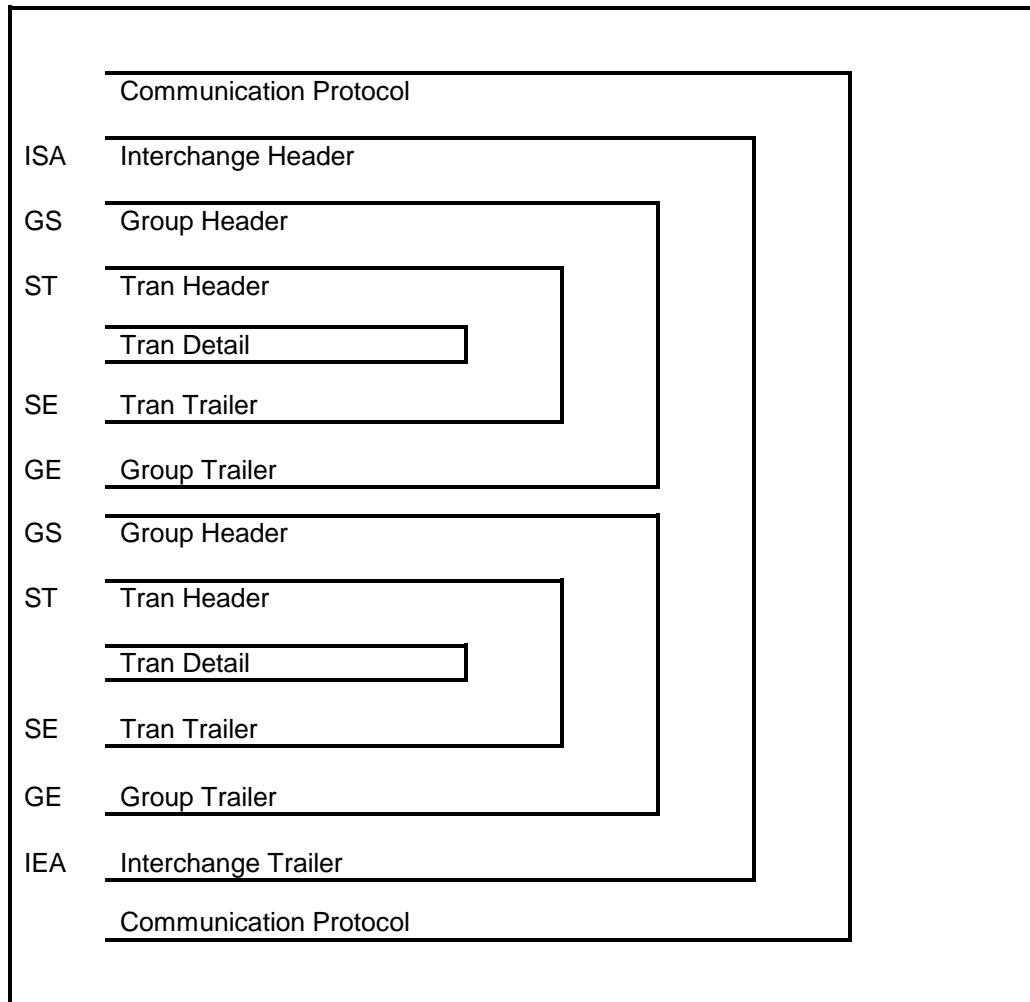 Communication Protocol
ISA Interchange Header
GS Group Header
ST Tran Header
Tran Detail
SE Tran Trailer
GE Group Trailer
GS Group Header
ST Tran Header
Tran Detail
SE Tran Trailer
GE Group Trailer
IEA Interchange Trailer
Communication Protocol